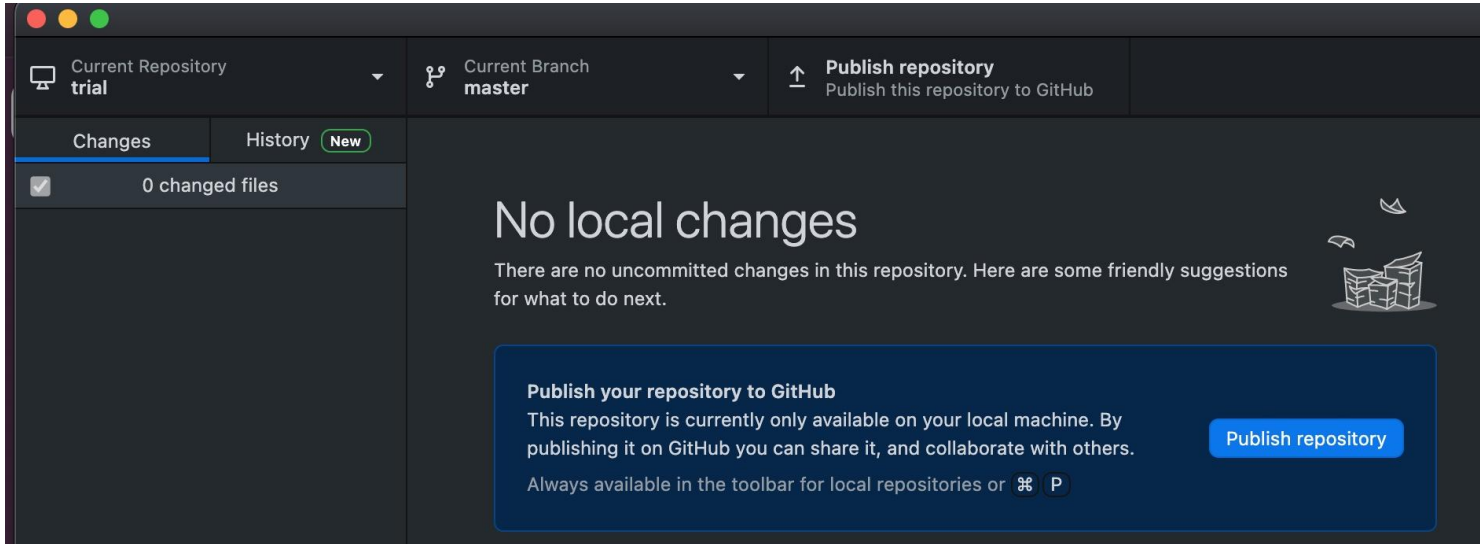 Current Repository
trial
Current Branch
master
Publish repository
Publish this repository to GitHub
Changes
History New
0 changed files
No local changes
There are no uncommitted changes in this repository. Here are some friendly suggestions
for what to do next.
Publish your repository to GitHub
This repository is currently only available on your local machine. By
publishing it on GitHub you can share it, and collaborate with others.
Publish repository
Always available in the toolbar for local repositories or ⌘ P